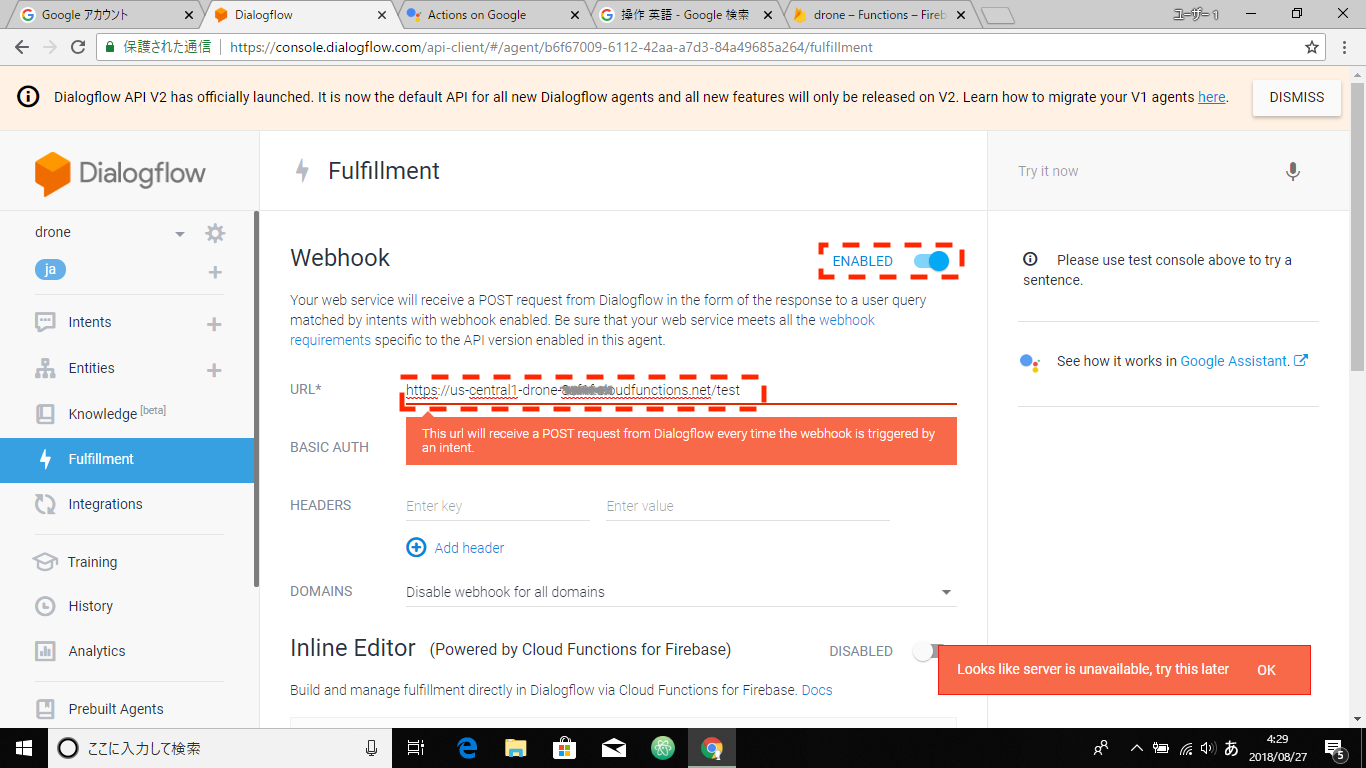 Google アカウント
Dialogflow
Actions on Google
操作 英語 - Google 検索
drone – Functions – Fireb
ユーザー 1
保護された通信
https://console.dialogflow.com/api-client/#/agent/b6f67009-6112-42aa-a7d3-84a49685a264/fulfillment
Dialogflow API V2 has officially launched. It is now the default API for all new Dialogflow agents and all new features will only be released on V2. Learn how to migrate your V1 agents here.
DISMISS
Dialogflow
Fulfillment
Try it now
drone
ja
Intents
Entities
Knowledge [beta]
Fulfillment
Integrations
Training
History
Analytics
Prebuilt Agents
Webhook
ENABLED
Your web service will receive a POST request from Dialogflow in the form of the response to a user query
matched by intents with webhook enabled. Be sure that your web service meets all the webhook
requirements specific to the API version enabled in this agent.
URL*
https://us-central1-drone-
oudfunctions.net/test
This url will receive a POST request from Dialogflow every time the webhook is triggered by
an intent.
BASIC AUTH
HEADERS
Enter key
Enter value
Add header
DOMAINS
Disable webhook for all domains
Inline Editor (Powered by Cloud Functions for Firebase)
DISABLED
Build and manage fulfillment directly in Dialogflow via Cloud Functions for Firebase. Docs
Please use test console above to try a
sentence.
See how it works in Google Assistant.
Looks like server is unavailable, try this later
OK
ここに入力して検索
あ
4:29
2018/08/27
5